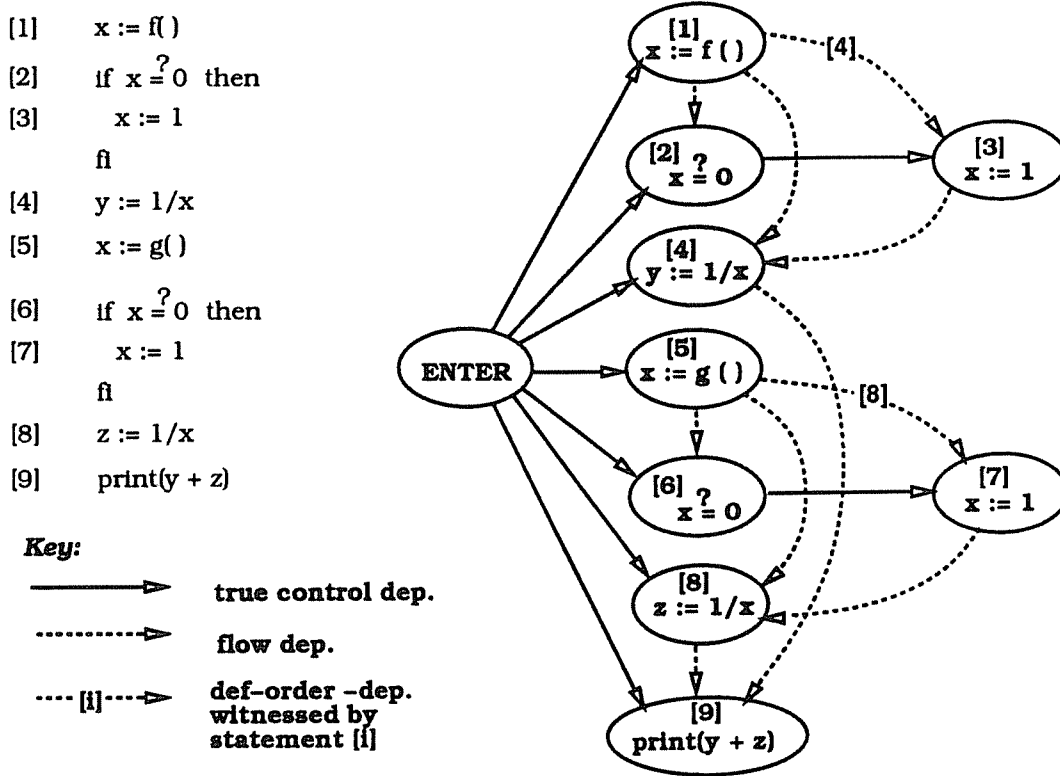 [1] x := f( )
[2] if x ?= 0 then
[3] x := 1
fi
[4] y := 1/x
[5] x := g( )
[6] if x ?= 0 then
[7] x := 1
fi
[8] z := 1/x
[9] print(y + z)
Key:
true control dep.
flow dep.
[i]
def-order -dep.
witnessed by
statement [i]
ENTER
[1]
x := f ( )
[4]
[2] ?
x = 0
[3]
x := 1
[4]
y := 1/x
[5]
x := g ( )
[8]
[6] ?
x = 0
[7]
x := 1
[8]
z := 1/x
[9]
print(y + z)